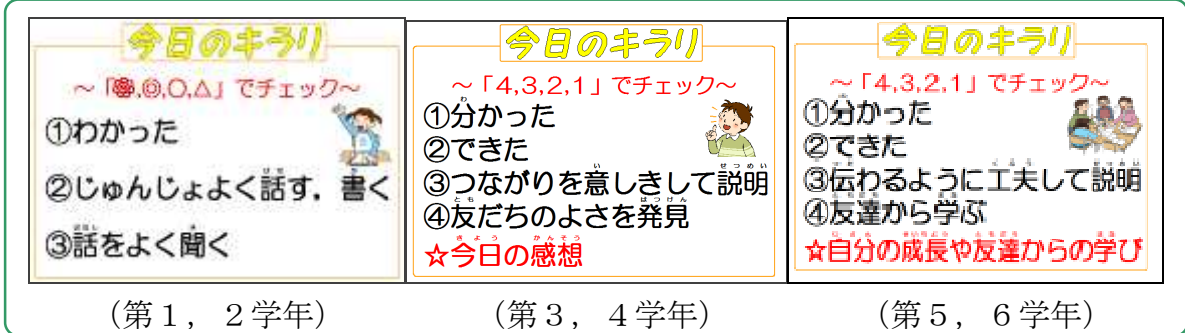 今日のキラリ
～「❀,◎,○,△」でチェック～
①わかった
②じゅんじょよく話す，書く
③話をよく聞く
(第１，２学年)
今日のキラリ
～「4,3,2,1」でチェック～
①分かった
②できた
③つながりを意しきして説明
④友だちのよさを発見
☆今日の感想
(第３，４学年)
今日のキラリ
～「4,3,2,1」でチェック～
①分かった
②できた
③伝わるように工夫して説明
④友達から学ぶ
☆自分の成長や友達からの学び
(第５，６学年)